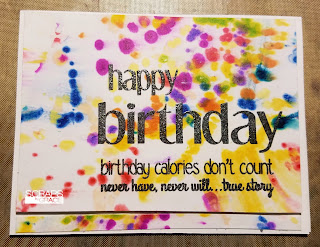 happy
birthday
birthday calories don't count
never have, never will...true story